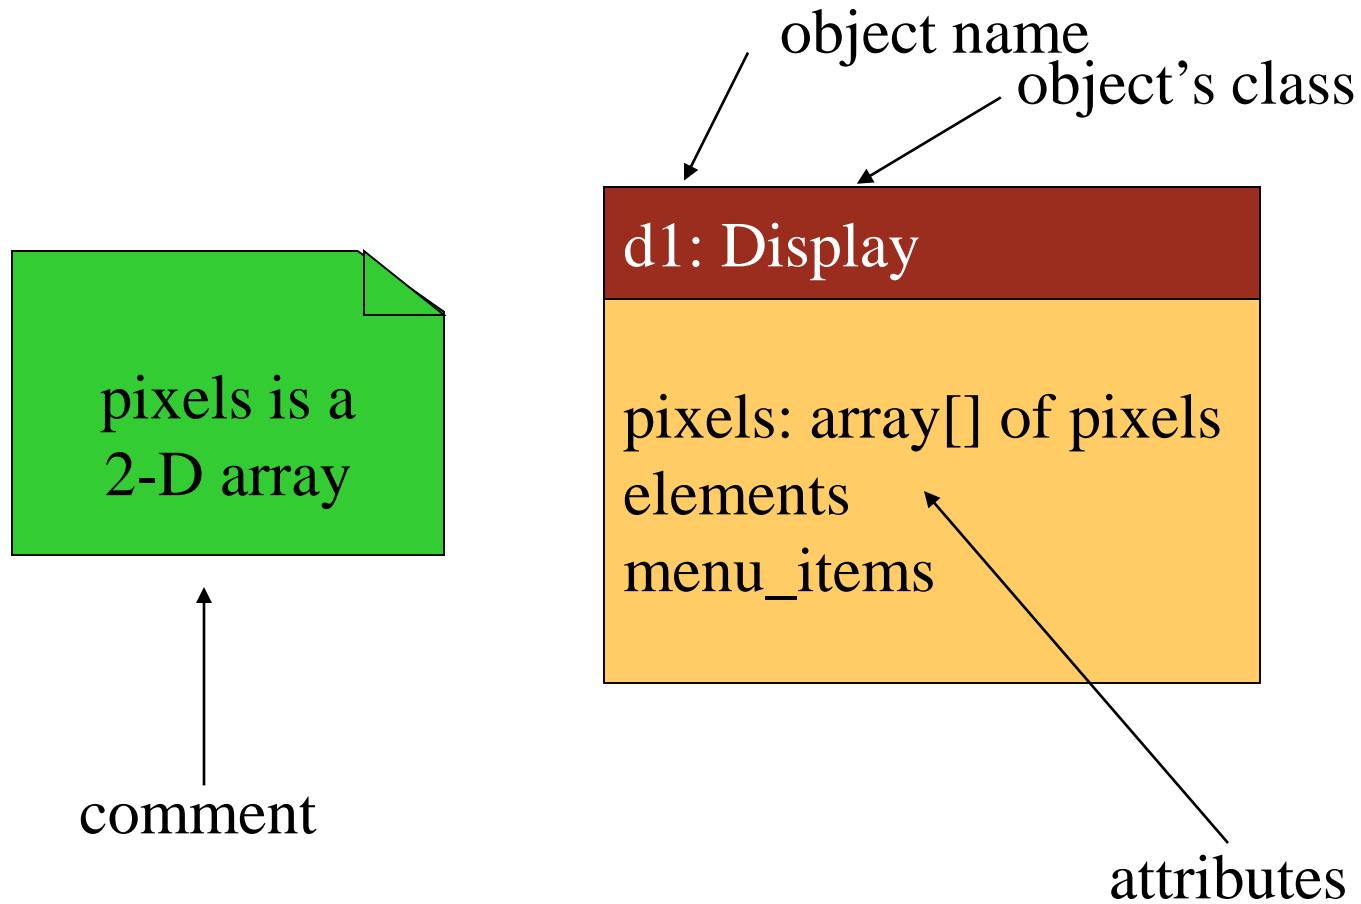 object name
object’s class
d1: Display
pixels is a
2-D array
pixels: array[] of pixels
elements
menu_items
comment
attributes